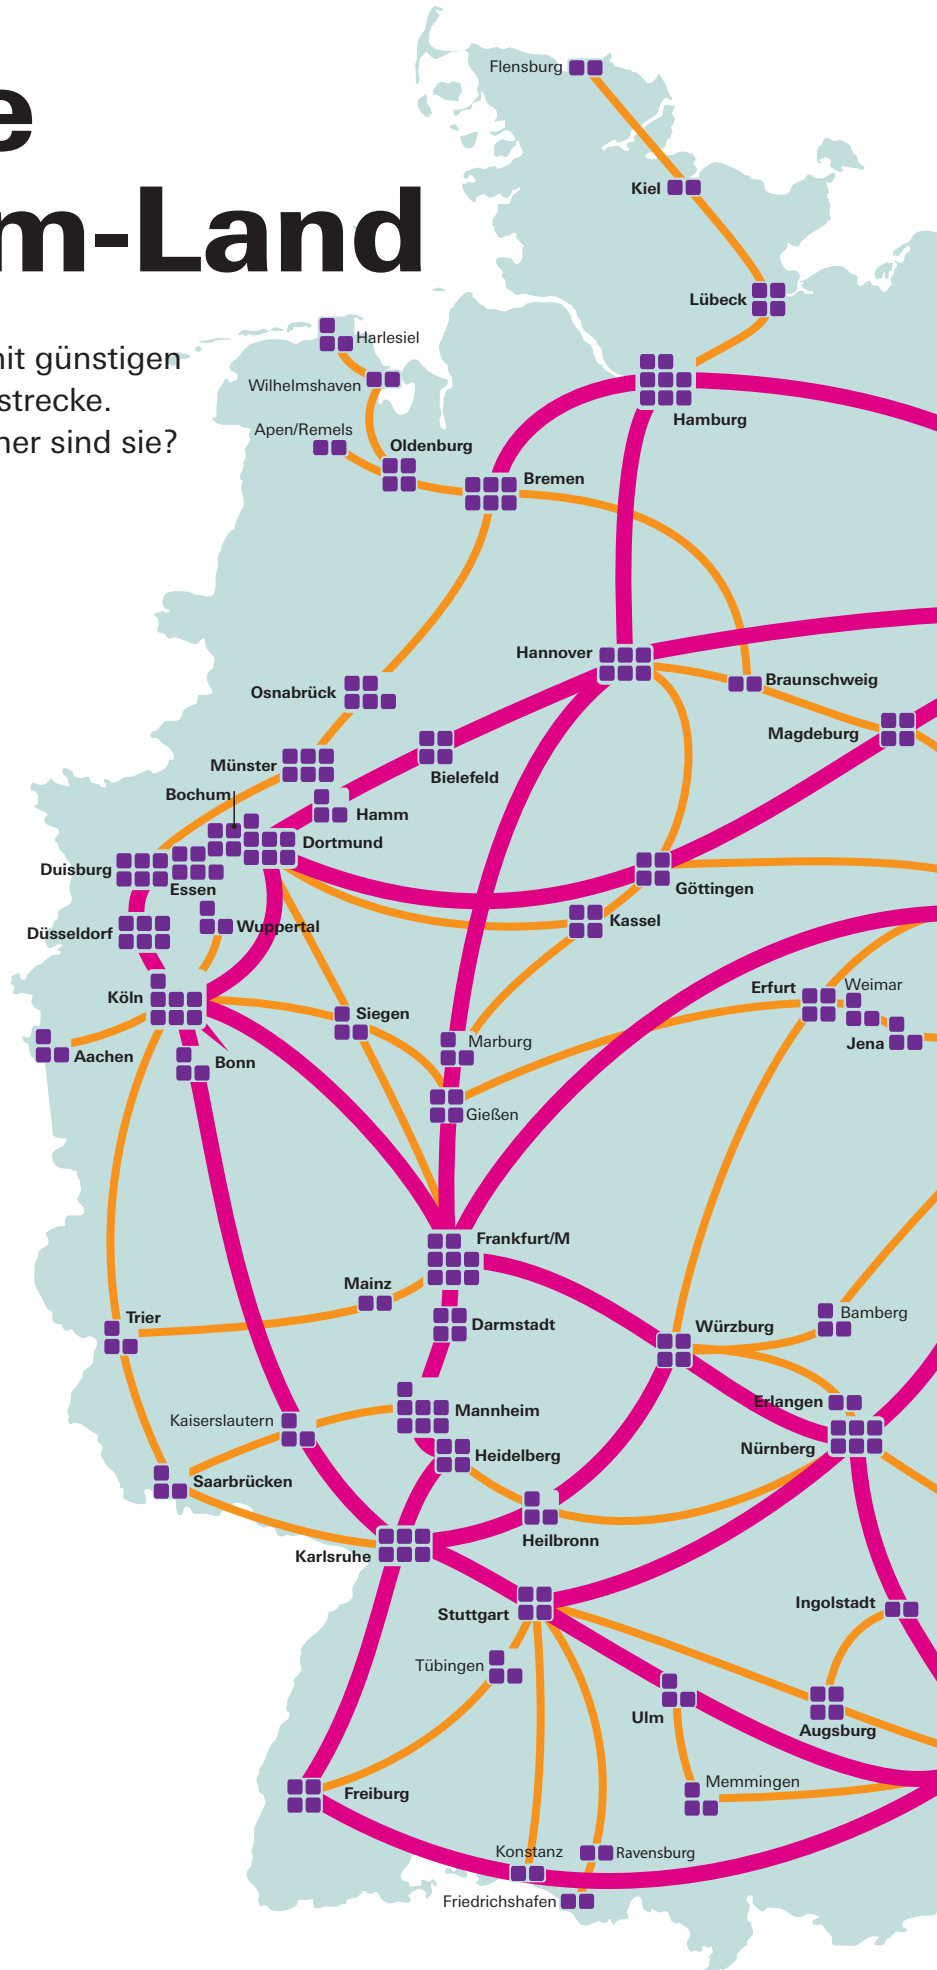 e
m-Land
nit günstigen
strecke.
ner sind sie?
Flensburg
Kiel
Lübeck
Harlesiel
Wilhelmshaven
Hamburg
Apen/Remels
Oldenburg
Bremen
Hannover
Braunschweig
Osnabrück
Magdeburg
Münster
Bielefeld
Bochum
Hamm
Dortmund
Duisburg
Essen
Göttingen
Kassel
Wuppertal
Düsseldorf
Erfurt
Weimar
Köln
Siegen
Marburg
Jena
Aachen
Bonn
Gießen
Frankfurt/M
Mainz
Bamberg
Trier
Darmstadt
Würzburg
Erlangen
Mannheim
Kaiserslautern
Nürnberg
Heidelberg
Saarbrücken
Heilbronn
Karlsruhe
Ingolstadt
Stuttgart
Tübingen
Ulm
Augsburg
Memmingen
Freiburg
Konstanz
Ravensburg
Friedrichshafen